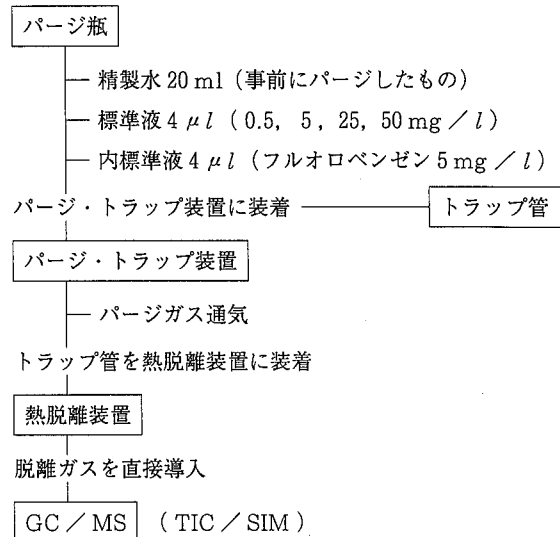 パージ瓶
精製水 20 ml (事前にパージしたもの)
標準液 4 μl ( 0.5, 5 , 25, 50 mg / l )
内標準液 4 μl (フルオロベンゼン 5 mg / l )
パージ・トラップ装置に装着 トラップ管
パージ・トラップ装置
パージガス通気
トラップ管を熱脱離装置に装着
熱脱離装置
脱離ガスを直接導入
GC / MS ( TIC / SIM )